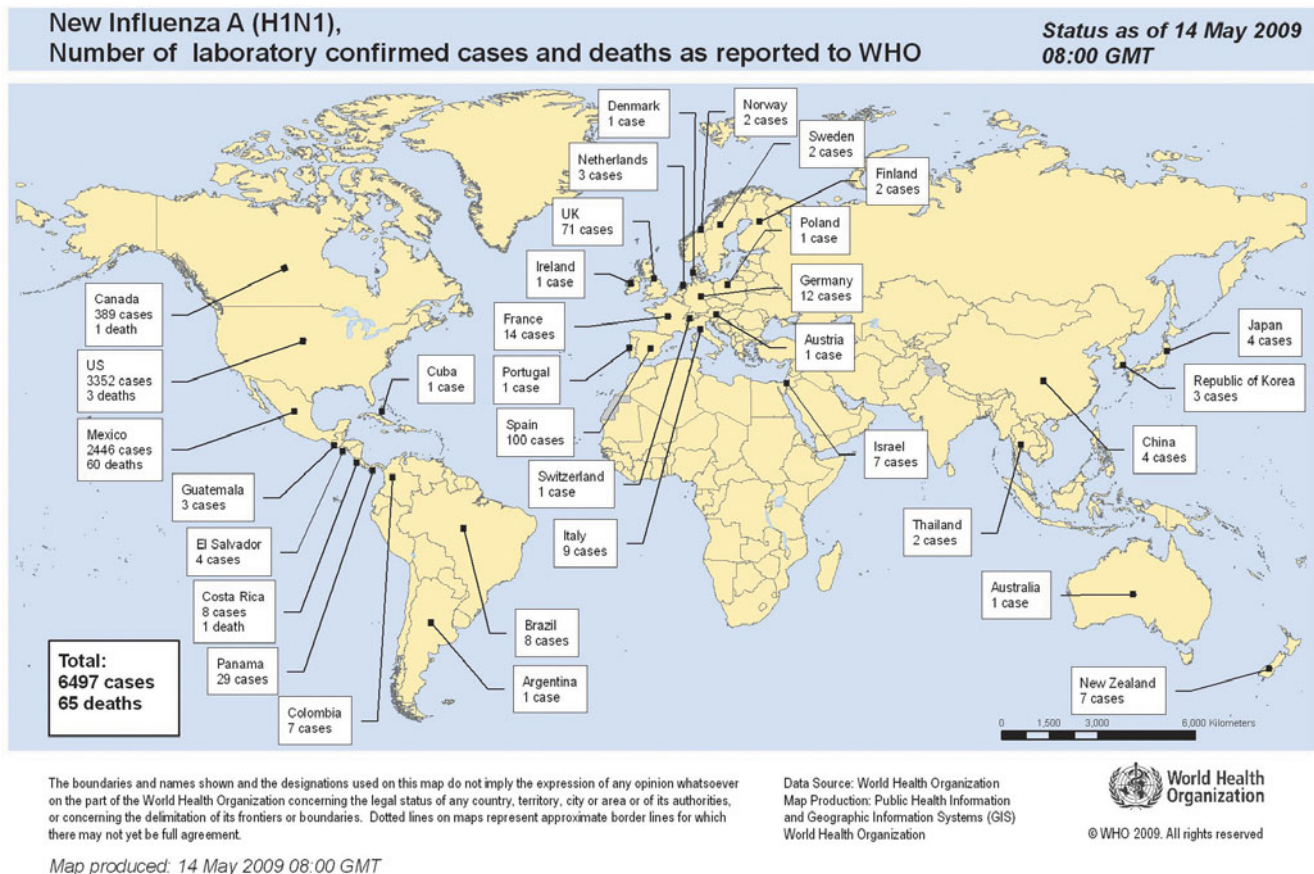 New Influenza A (H1N1),
Number of laboratory confirmed cases and deaths as reported to WHO
Status as of 14 May 2009
08:00 GMT
Denmark
1 case
Norway
2 cases
Netherlands
3 cases
Sweden
2 cases
Finland
2 cases
UK
71 cases
Poland
1 case
Ireland
1 case
Germany
12 cases
Canada
389 cases
1 death
France
14 cases
Austria
1 case
Japan
4 cases
US
3352 cases
3 deaths
Cuba
1 case
Portugal
1 case
Republic of Korea
3 cases
Mexico
2446 cases
60 deaths
Spain
100 cases
Israel
7 cases
China
4 cases
Guatemala
3 cases
Switzerland
1 case
El Salvador
4 cases
Italy
9 cases
Thailand
2 cases
Costa Rica
8 cases
1 death
Australia
1 case
Brazil
8 cases
Total:
6497 cases
65 deaths
Panama
29 cases
Argentina
1 case
New Zealand
7 cases
Colombia
7 cases
0 1,500 3,000 6,000 Kilometers
The boundaries and names shown and the designations used on this map do not imply the expression of any opinion whatsoever
on the part of the World Health Organization concerning the legal status of any country, territory, city or area or of its authorities,
or concerning the delimitation of its frontiers or boundaries. Dotted lines on maps represent approximate border lines for which
there may not yet be full agreement.
Data Source: World Health Organization
Map Production: Public Health Information
and Geographic Information Systems (GIS)
World Health Organization
World Health
Organization
© WHO 2009. All rights reserved
Map produced: 14 May 2009 08:00 GMT